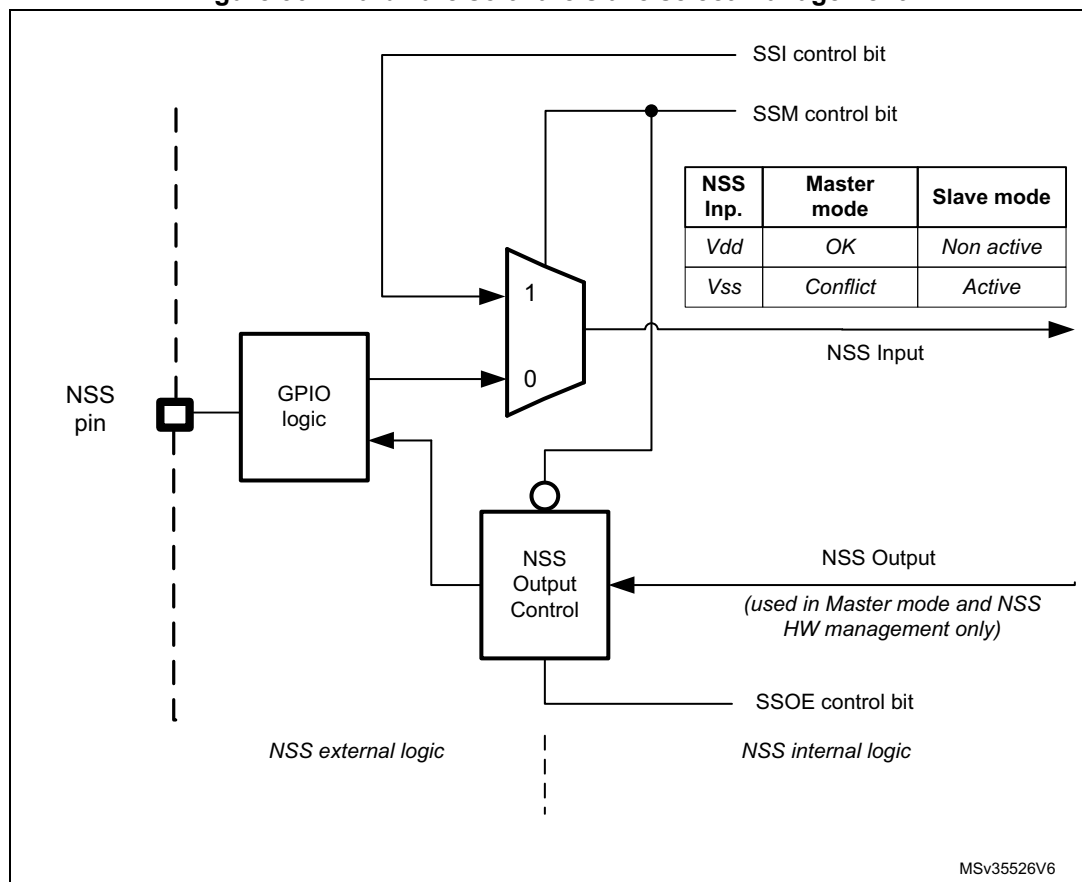 SSI control bit
SSM control bit
NSS
Inp.
Master
mode
Slave mode
Vdd
OK
Non active
Vss
Conflict
Active
1
0
NSS Input
NSS
pin
GPIO
logic
NSS
Output
Control
NSS Output
(used in Master mode and NSS
HW management only)
SSOE control bit
NSS external logic
NSS internal logic
MSv35526V6